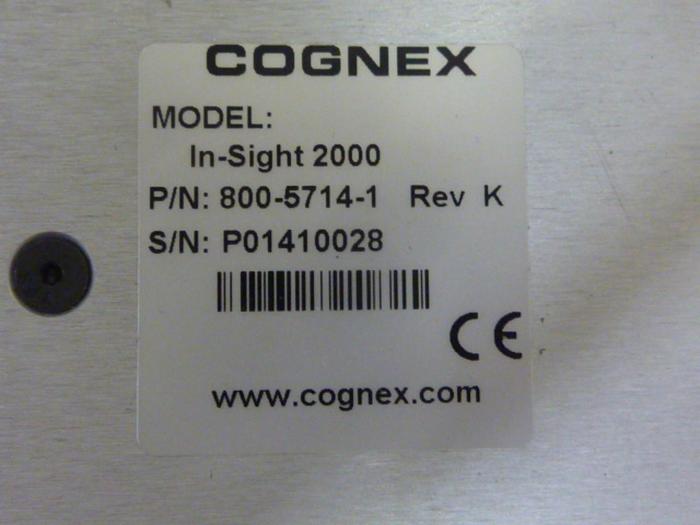 COGNEX
MODEL:
In-Sight 2000
P/N: 800-5714-1 Rev K
S/N: P01410028
CE
www.cognex.com